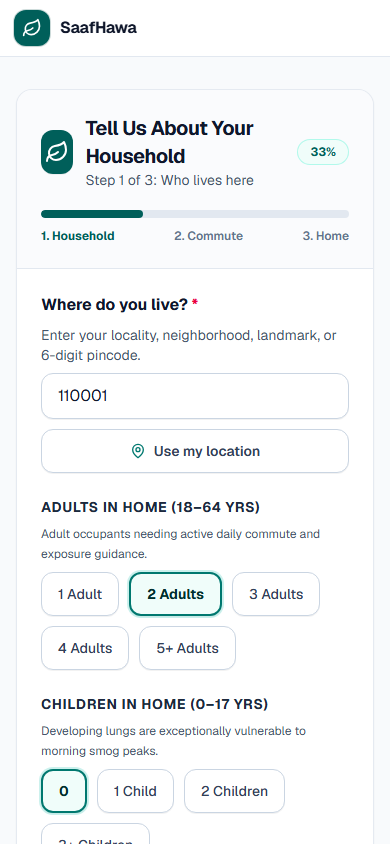 SaafHawa
Tell Us About Your
Household
33%
Step 1 of 3: Who lives here
1. Household
2. Commute
3. Home
Where do you live? *
Enter your locality, neighborhood, landmark, or
6-digit pincode.
110001
Use my location
ADULTS IN HOME (18–64 YRS)
Adult occupants needing active daily commute and
exposure guidance.
1 Adult
2 Adults
3 Adults
4 Adults
5+ Adults
CHILDREN IN HOME (0–17 YRS)
Developing lungs are exceptionally vulnerable to
morning smog peaks.
0
1 Child
2 Children
3+ Children